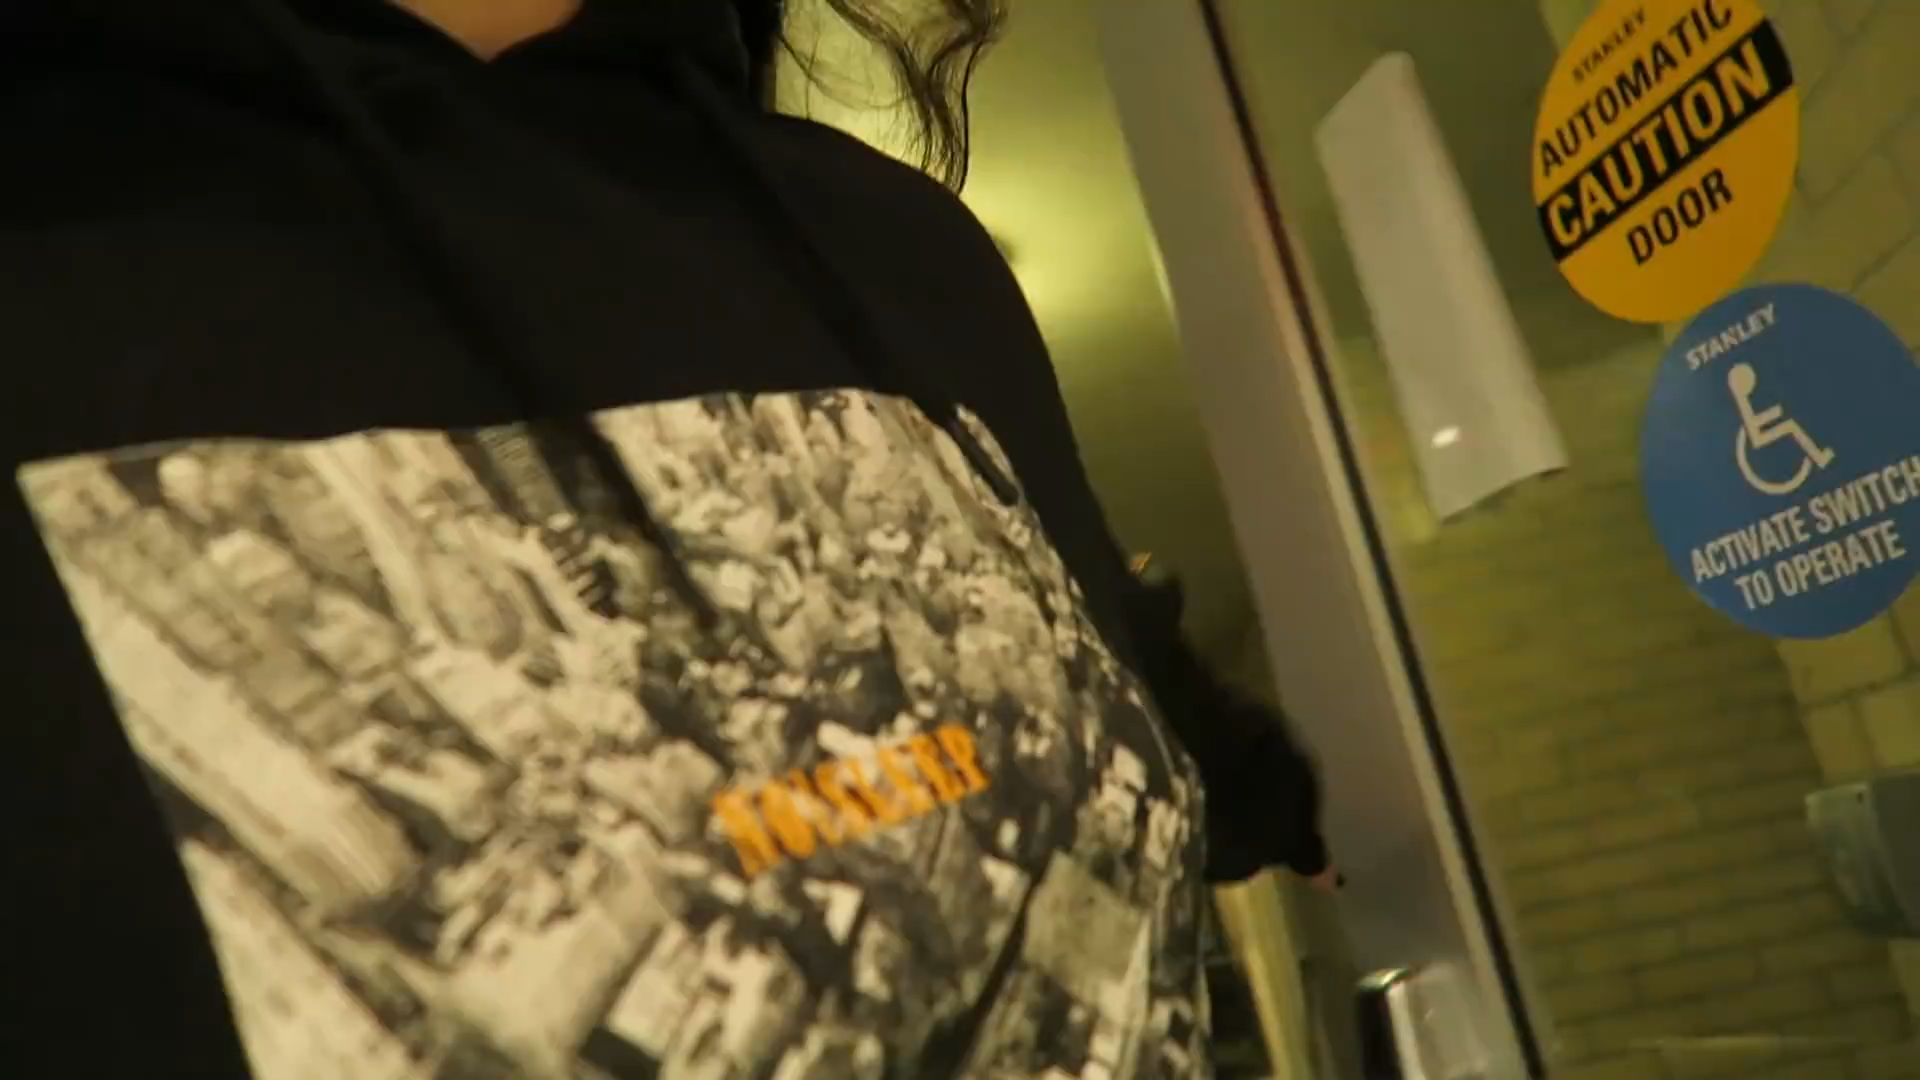 STANLEY
AUTOMATIC
CAUTION
DOOR
STANLEY
ACTIVATE SWITCH
TO OPERATE